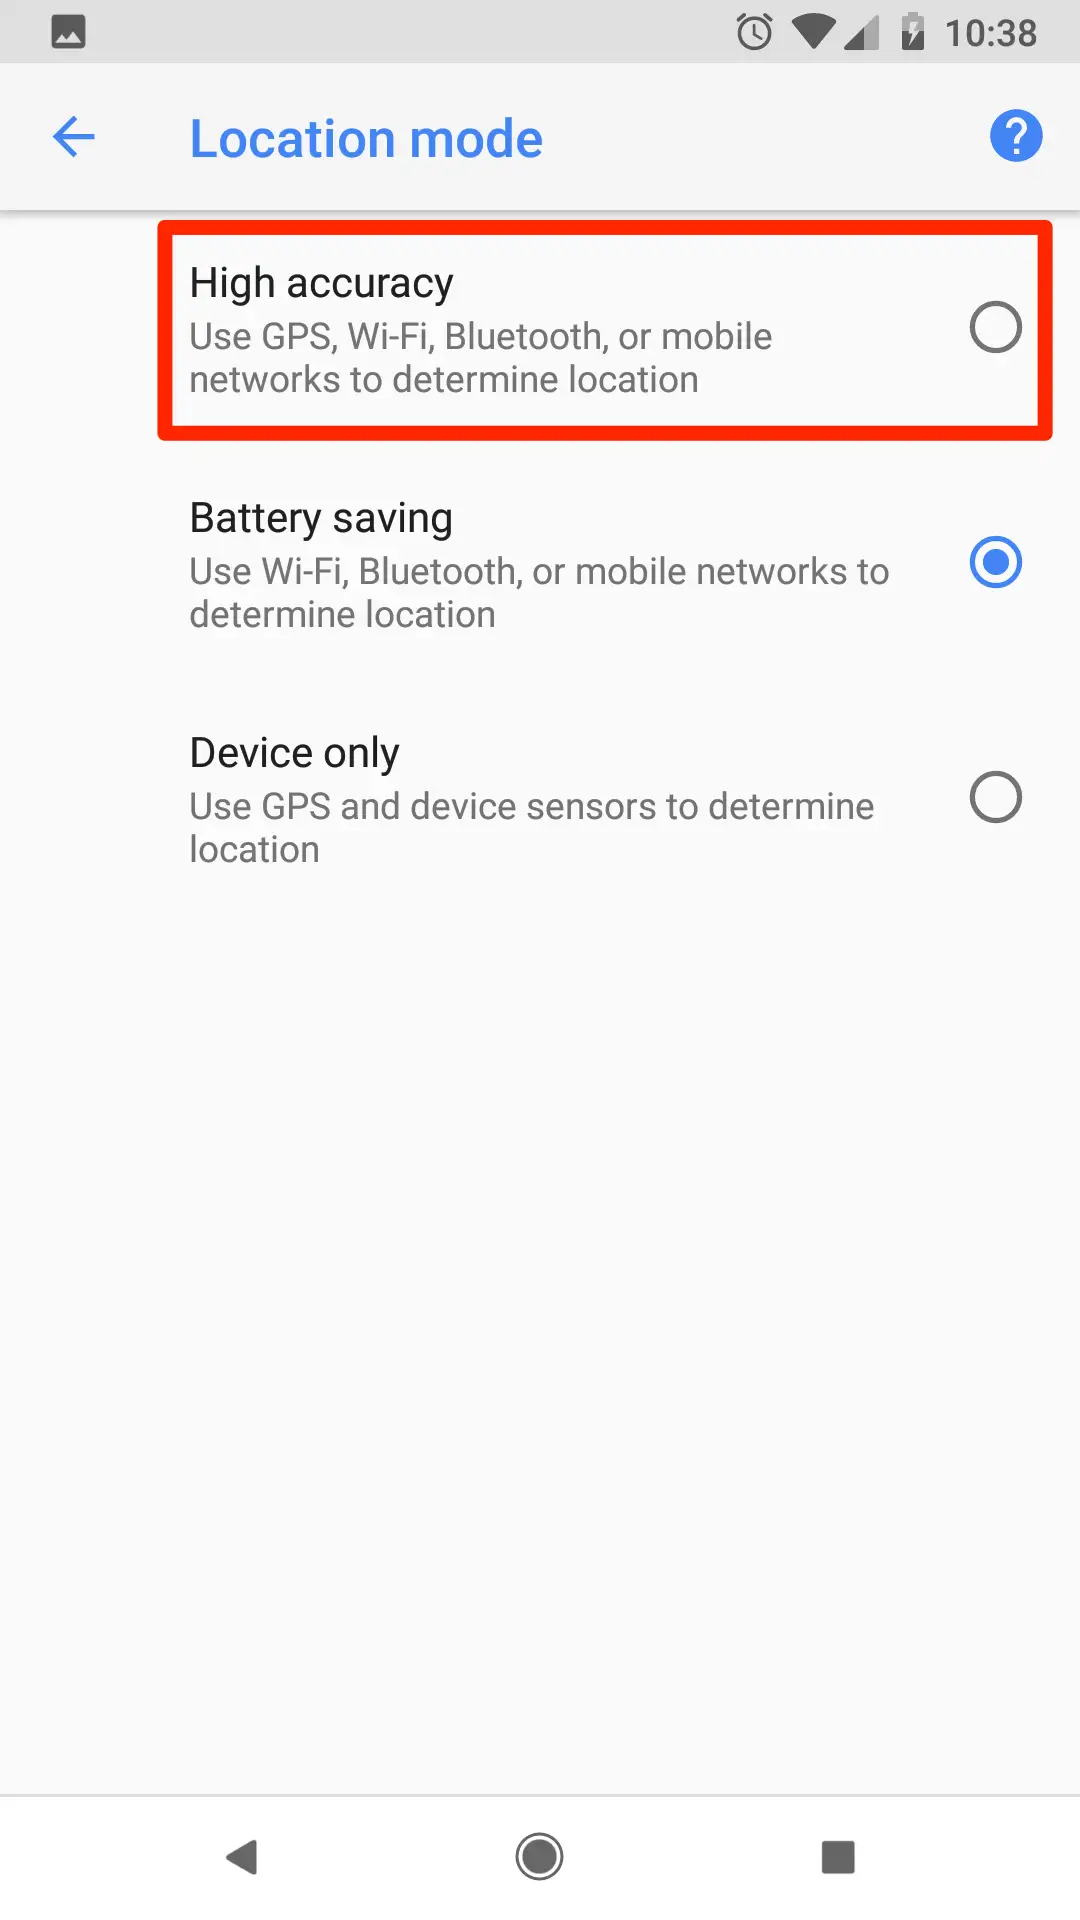 10:38
Location mode
High accuracy
Use GPS, Wi-Fi, Bluetooth, or mobile
networks to determine location
Battery saving
Use Wi-Fi, Bluetooth, or mobile networks to
determine location
Device only
Use GPS and device sensors to determine
location